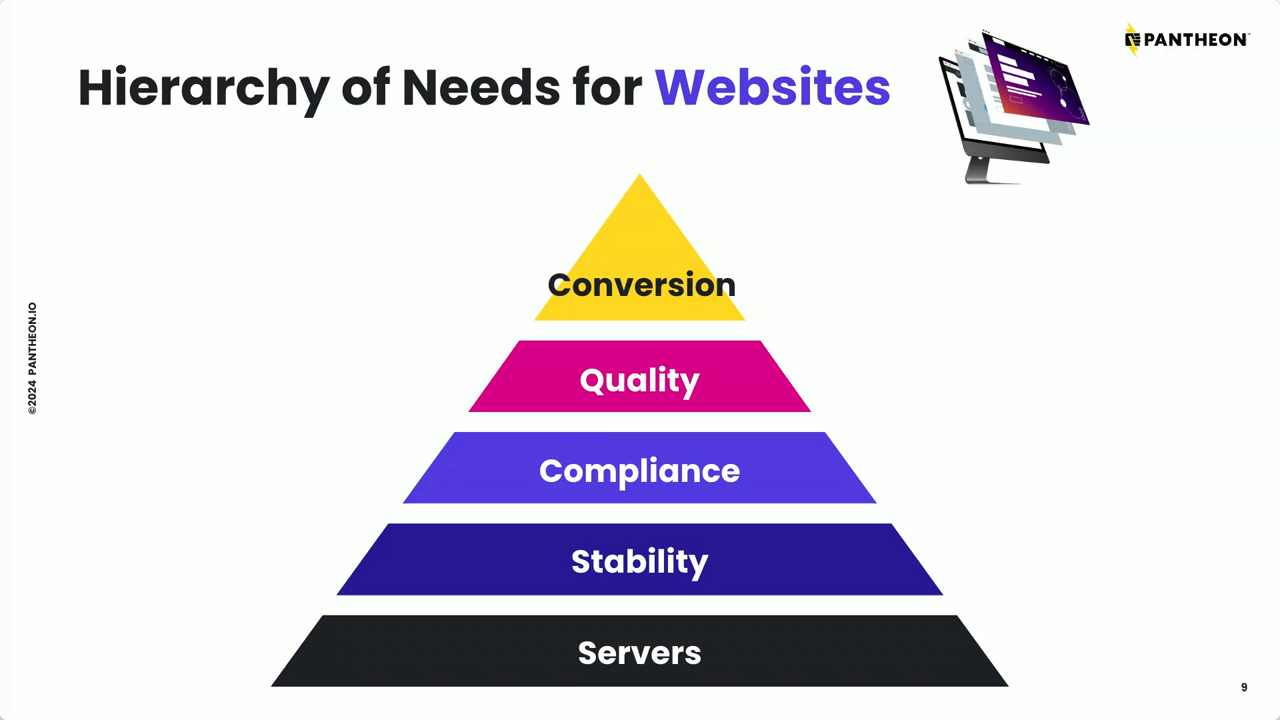 PANTHEON
Hierarchy of Needs for Websites
Conversion
Quality
Compliance
Stability
Servers
©2024 PANTHEON.IO
9